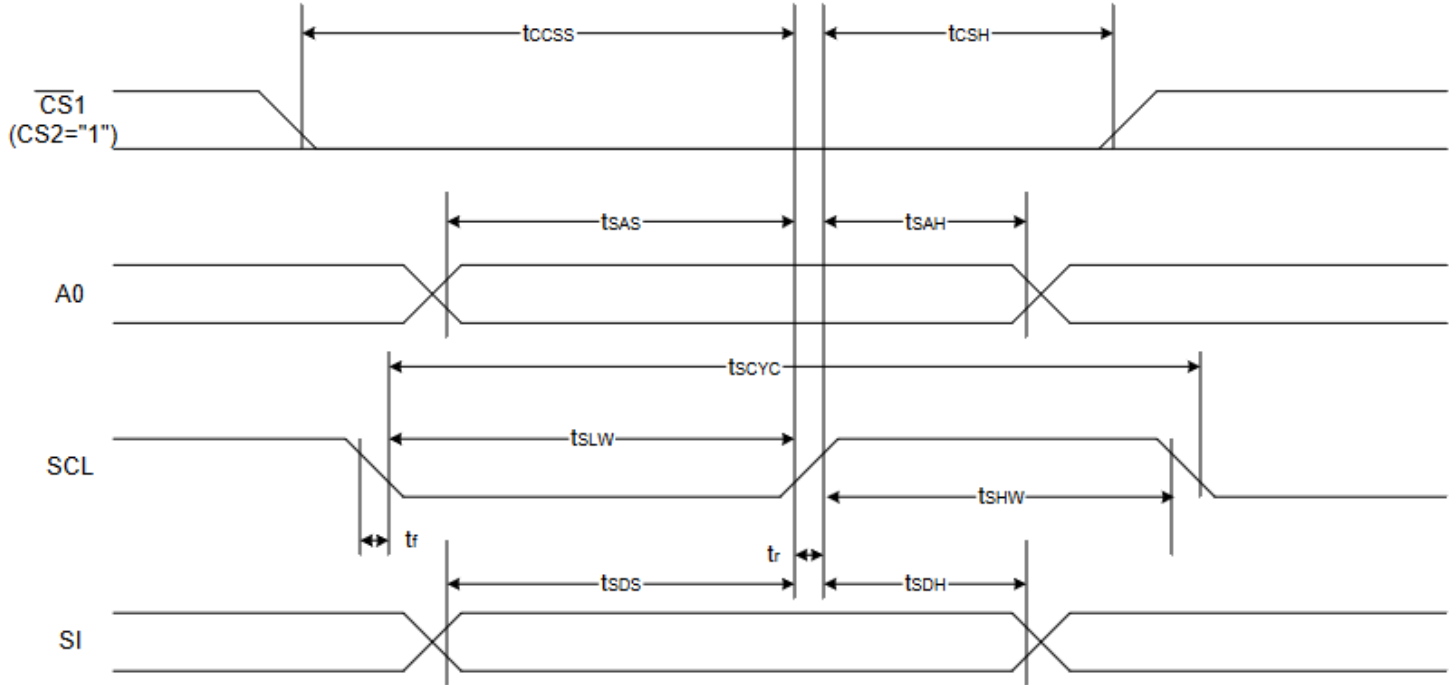 tCCSS
tCSH
CS1
(CS2="1")
tSAS
tSAH
A0
tSCYC
tSLW
SCL
tSHW
tf
tr
tSDS
tSDH
SI